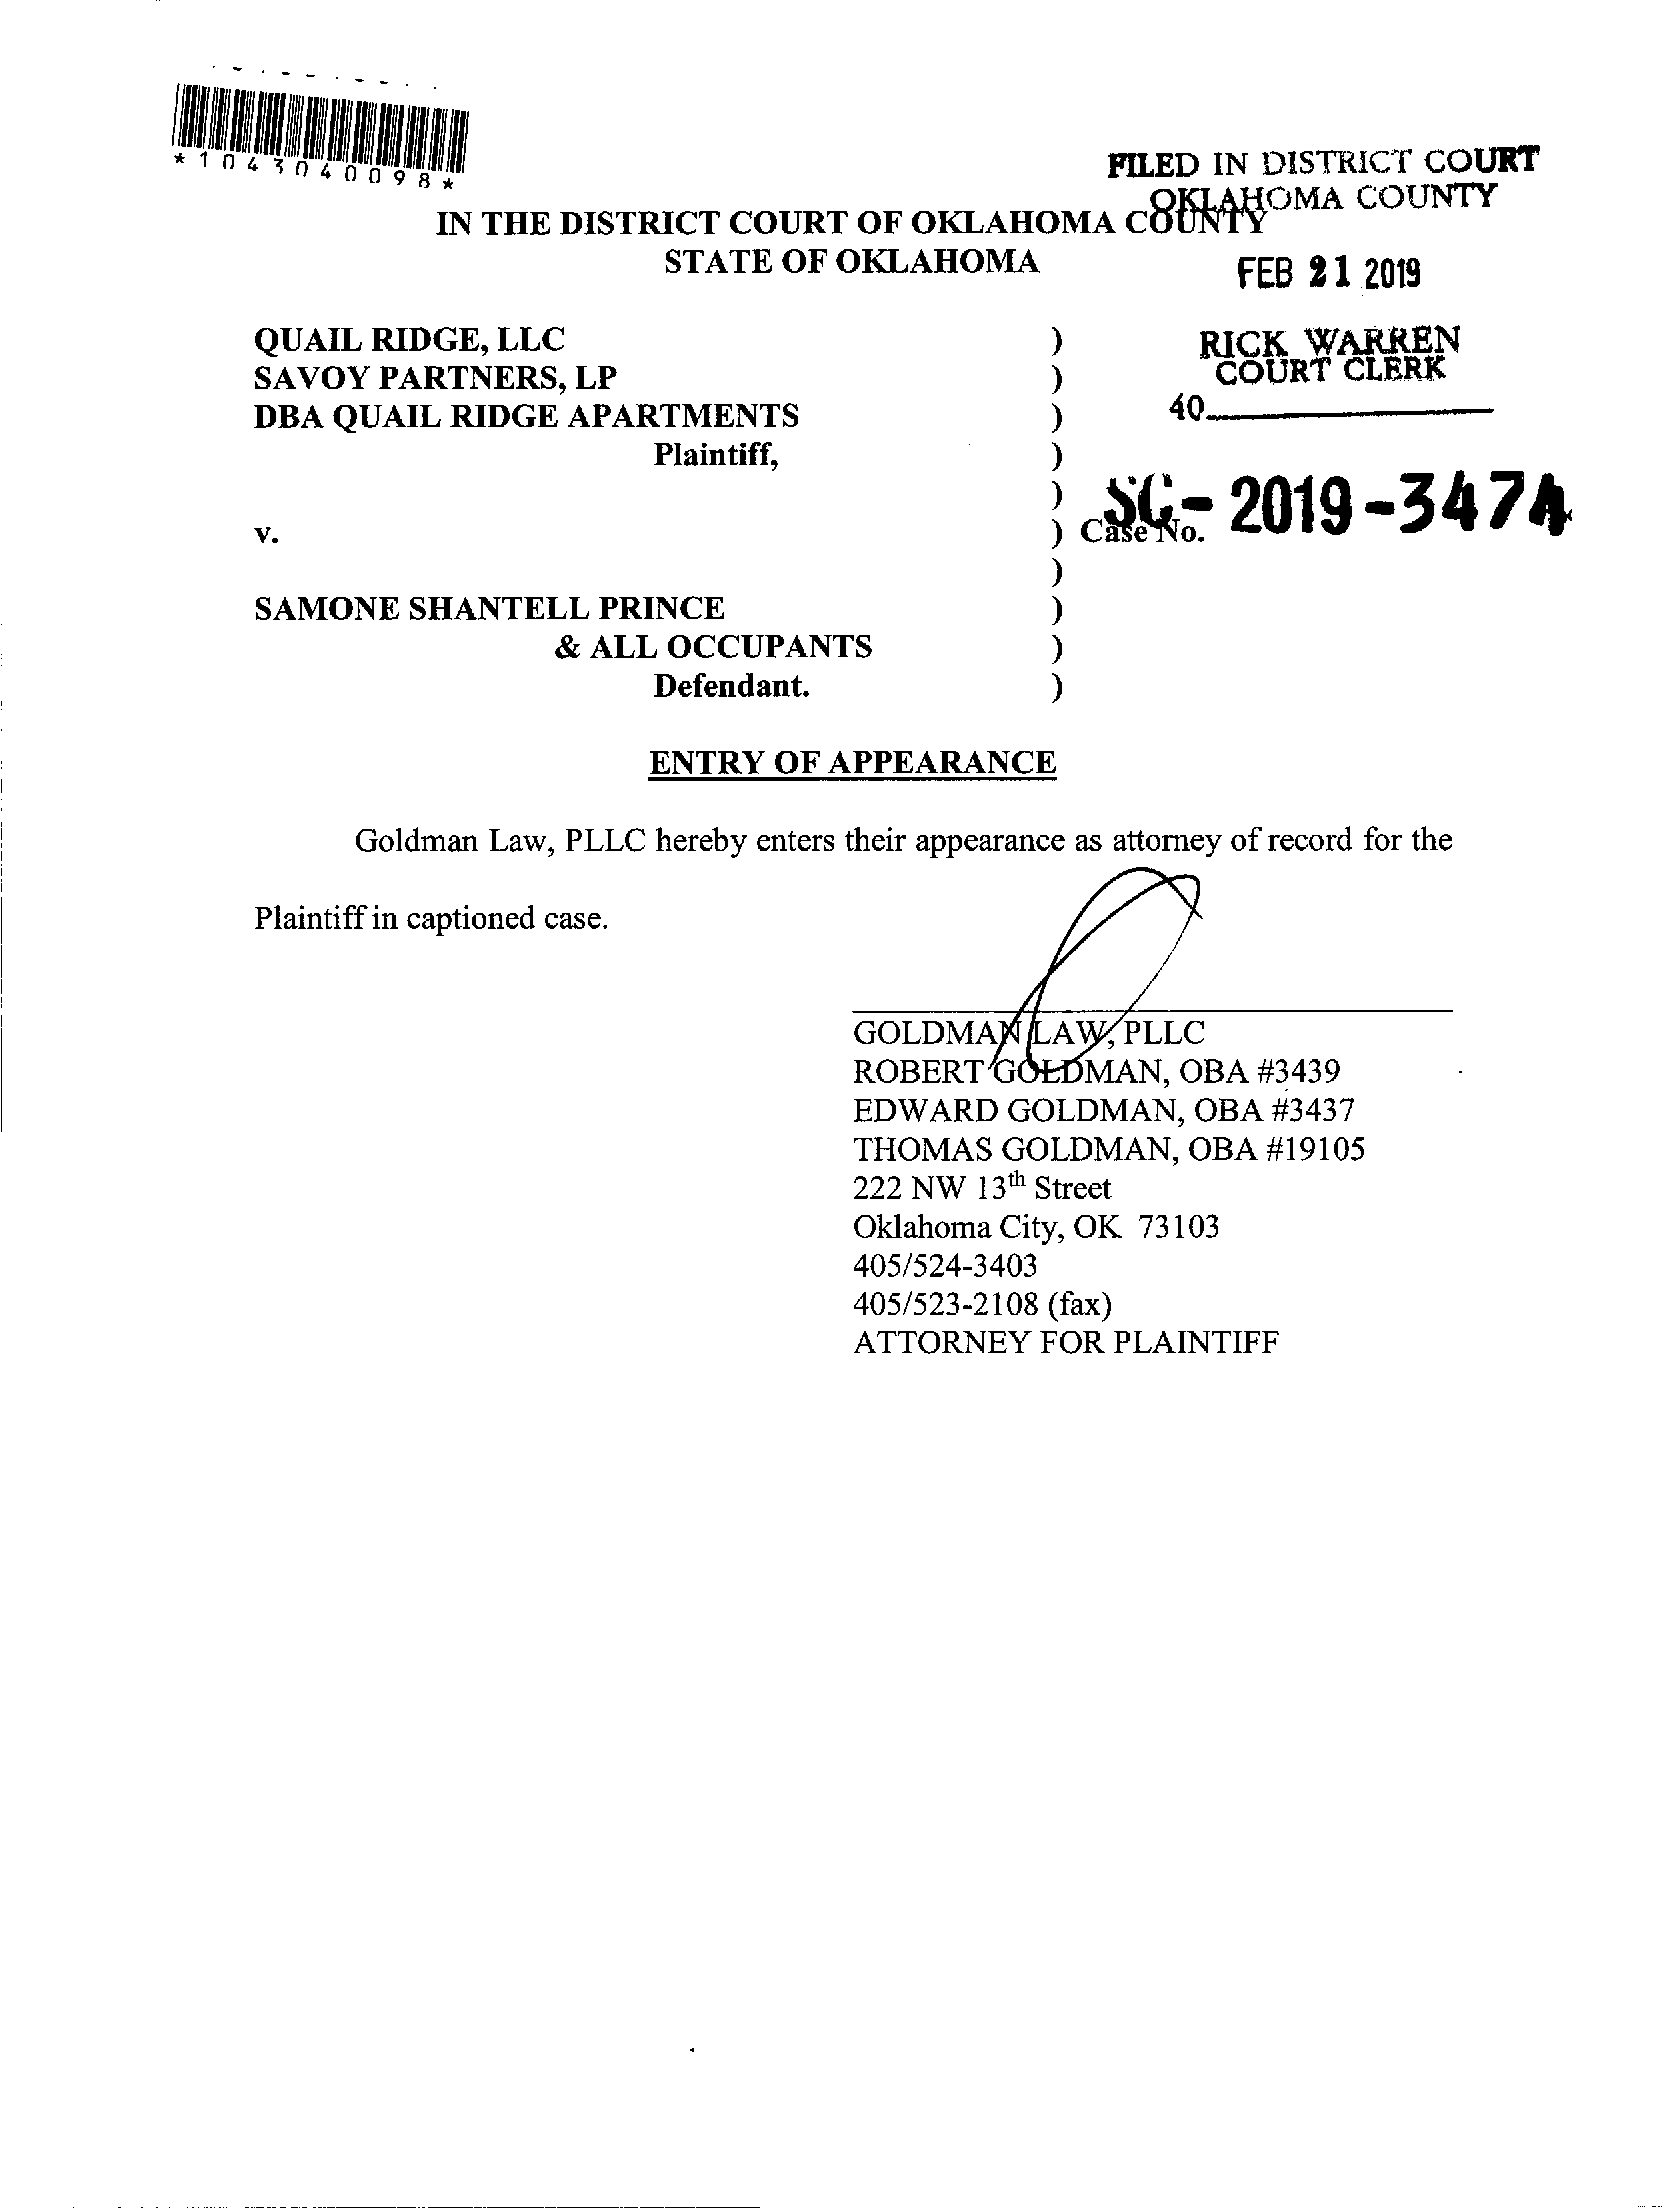 *1043040098*
FILED IN DISTRICT COURT
OKLAHOMA COUNTY
IN THE DISTRICT COURT OF OKLAHOMA COUNTY
STATE OF OKLAHOMA
FEB 21 2019
QUAIL RIDGE, LLC )
RICK WARREN
COURT CLERK
SAVOY PARTNERS, LP )
DBA QUAIL RIDGE APARTMENTS )
40
Plaintiff, )
)
SC-2019-3474
v. ) Case No.
)
SAMONE SHANTELL PRINCE )
& ALL OCCUPANTS )
Defendant. )
ENTRY OF APPEARANCE
Goldman Law, PLLC hereby enters their appearance as attorney of record for the
Plaintiff in captioned case.
GOLDMAN LAW, PLLC
ROBERT GOLDMAN, OBA #3439
EDWARD GOLDMAN, OBA #3437
THOMAS GOLDMAN, OBA #19105
222 NW 13th Street
Oklahoma City, OK 73103
405/524-3403
405/523-2108 (fax)
ATTORNEY FOR PLAINTIFF